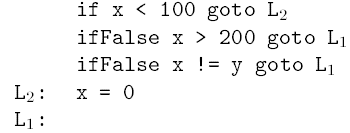 if x < 100 goto L₂
ifFalse x > 200 goto L₁
ifFalse x != y goto L₁
L₂: x = 0
L₁: